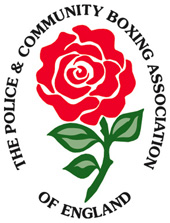 THE POLICE & COMMUNITY BOXING ASSOCIATION
OF ENGLAND